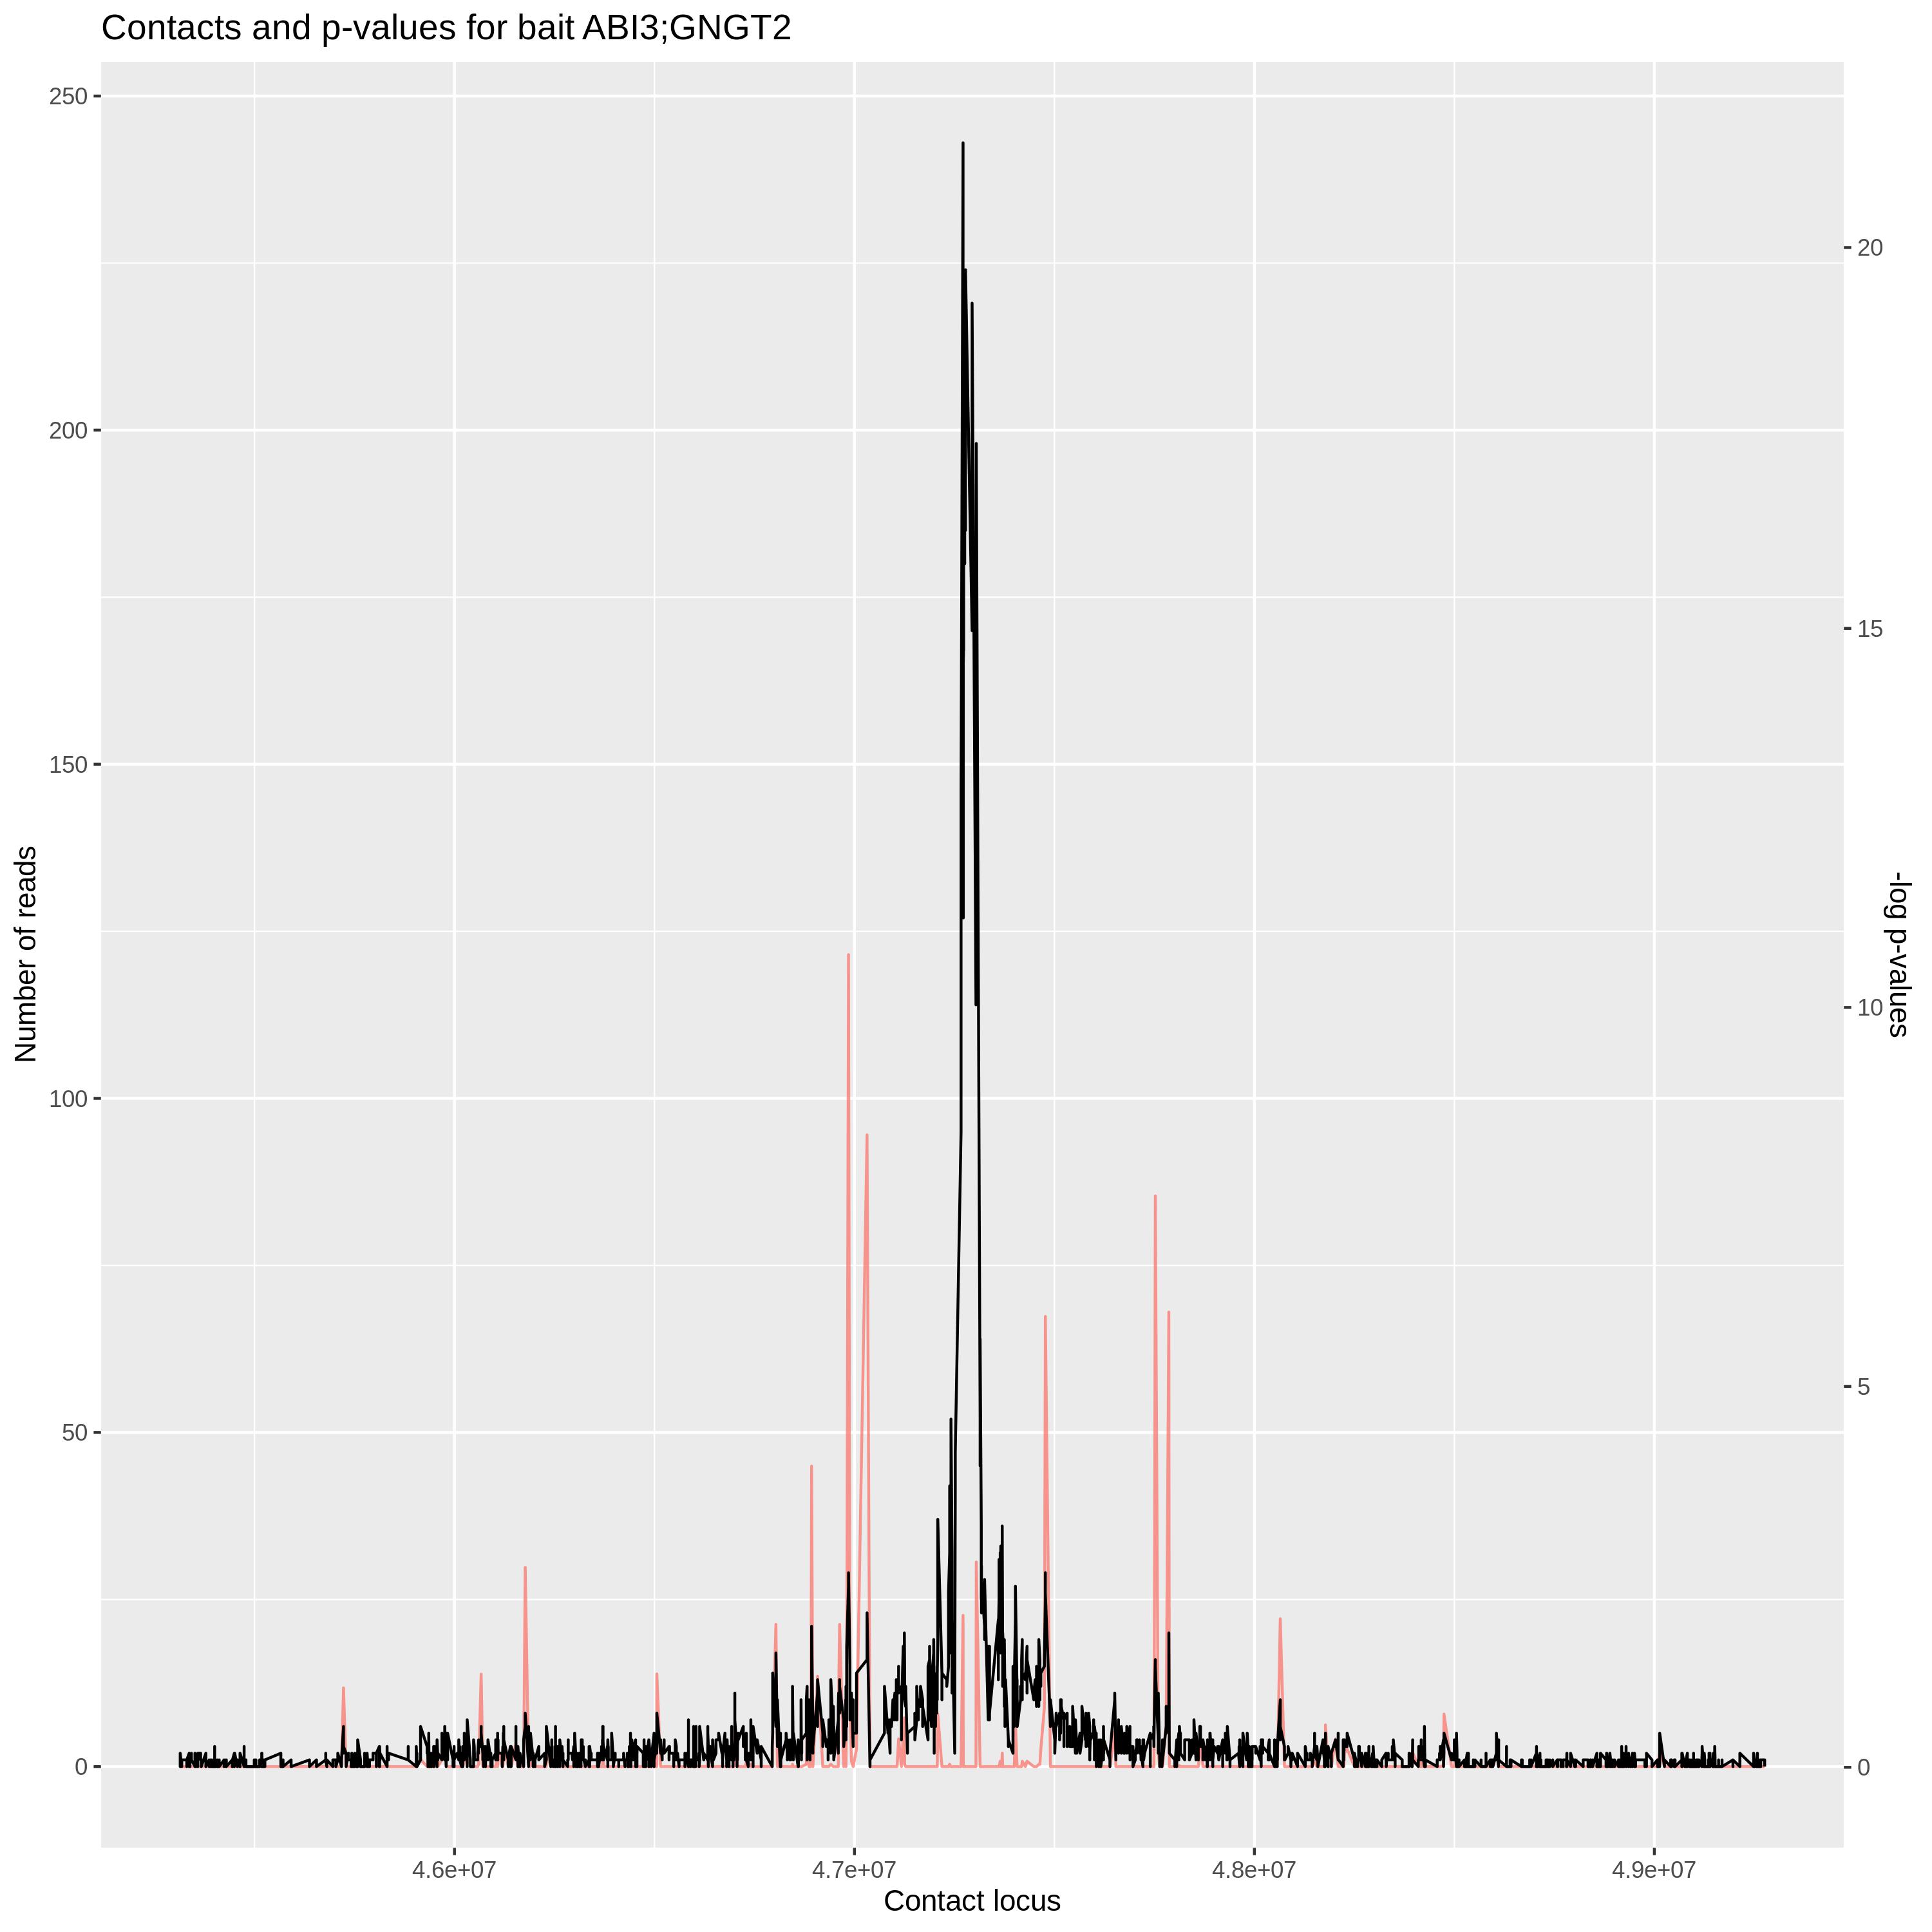 Contacts and p-values for bait ABI3;GNGT2
250
200
150
100
50
0
Number of reads
20
15
10
5
0
-log p-values
4.6e+07 4.7e+07 4.8e+07 4.9e+07
Contact locus